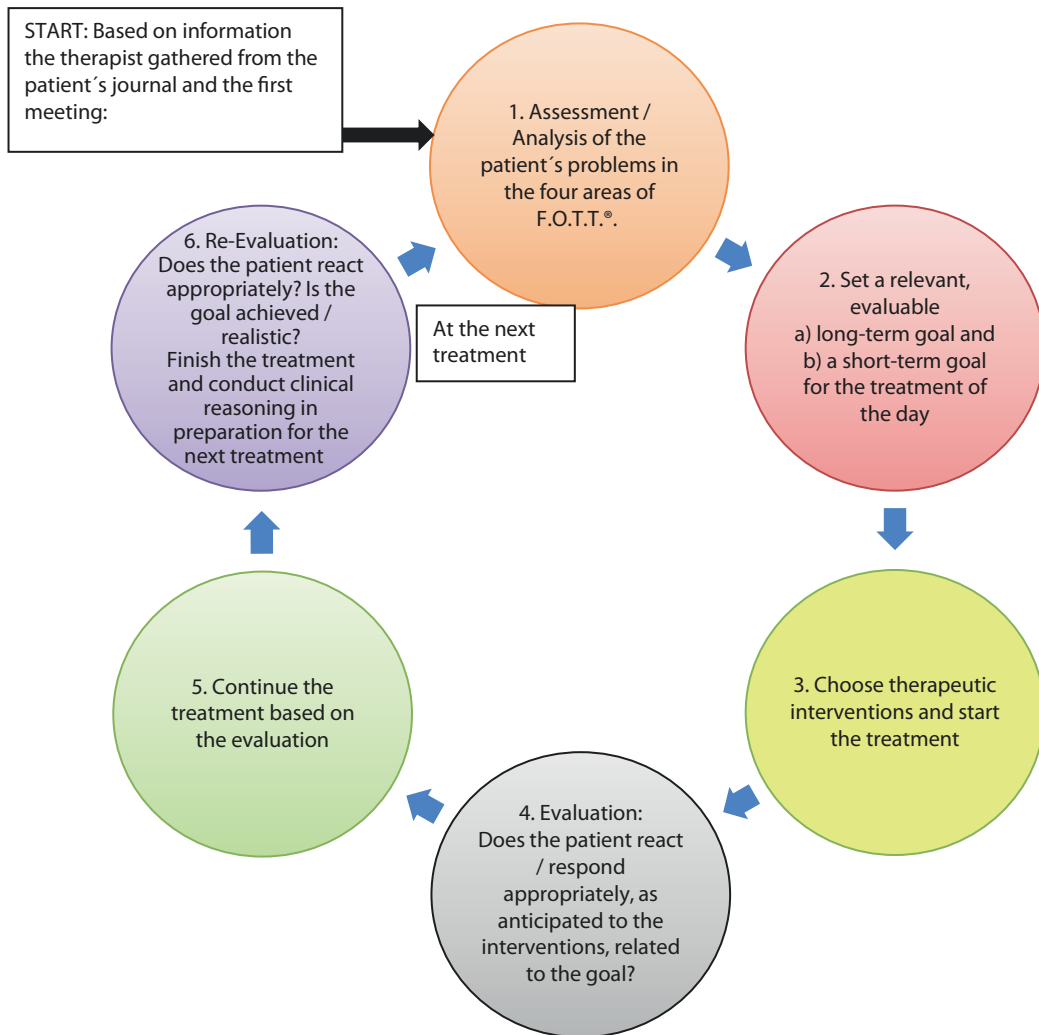 START: Based on information
the therapist gathered from the
patient´s journal and the first
meeting:
1. Assessment /
Analysis of the
patient´s problems in
the four areas of
F.O.T.T.®.
2. Set a relevant,
evaluable
a) long-term goal and
b) a short-term goal
for the treatment of
the day
3. Choose therapeutic
interventions and start
the treatment
4. Evaluation:
Does the patient react
/ respond
appropriately, as
anticipated to the
interventions, related
to the goal?
5. Continue the
treatment based on
the evaluation
6. Re-Evaluation:
Does the patient react
appropriately? Is the
goal achieved /
realistic?
Finish the treatment
and conduct clinical
reasoning in
preparation for the
next treatment
At the next
treatment